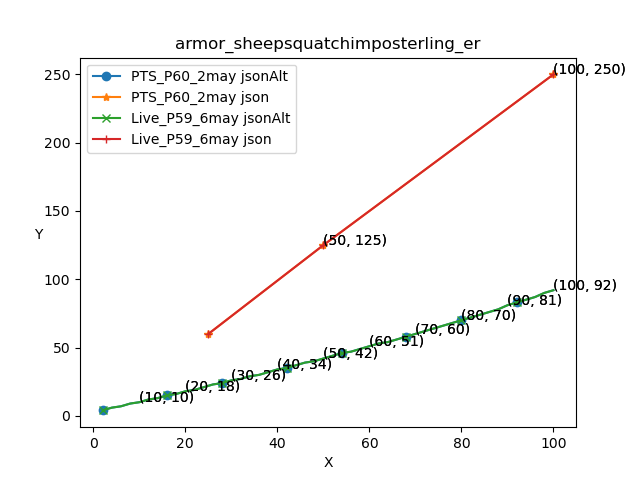 armor_sheepsquatchimposterling_er
PTS_P60_2may jsonAlt
PTS_P60_2may json
Live_P59_6may jsonAlt
Live_P59_6may json
(100, 250)
(50, 125)
(100, 92)
(90, 81)
(80, 70)
(70, 60)
(60, 51)
(50, 42)
(40, 34)
(30, 26)
(20, 18)
(10, 10)
250
200
150
100
50
0
Y
0 20 40 60 80 100
X